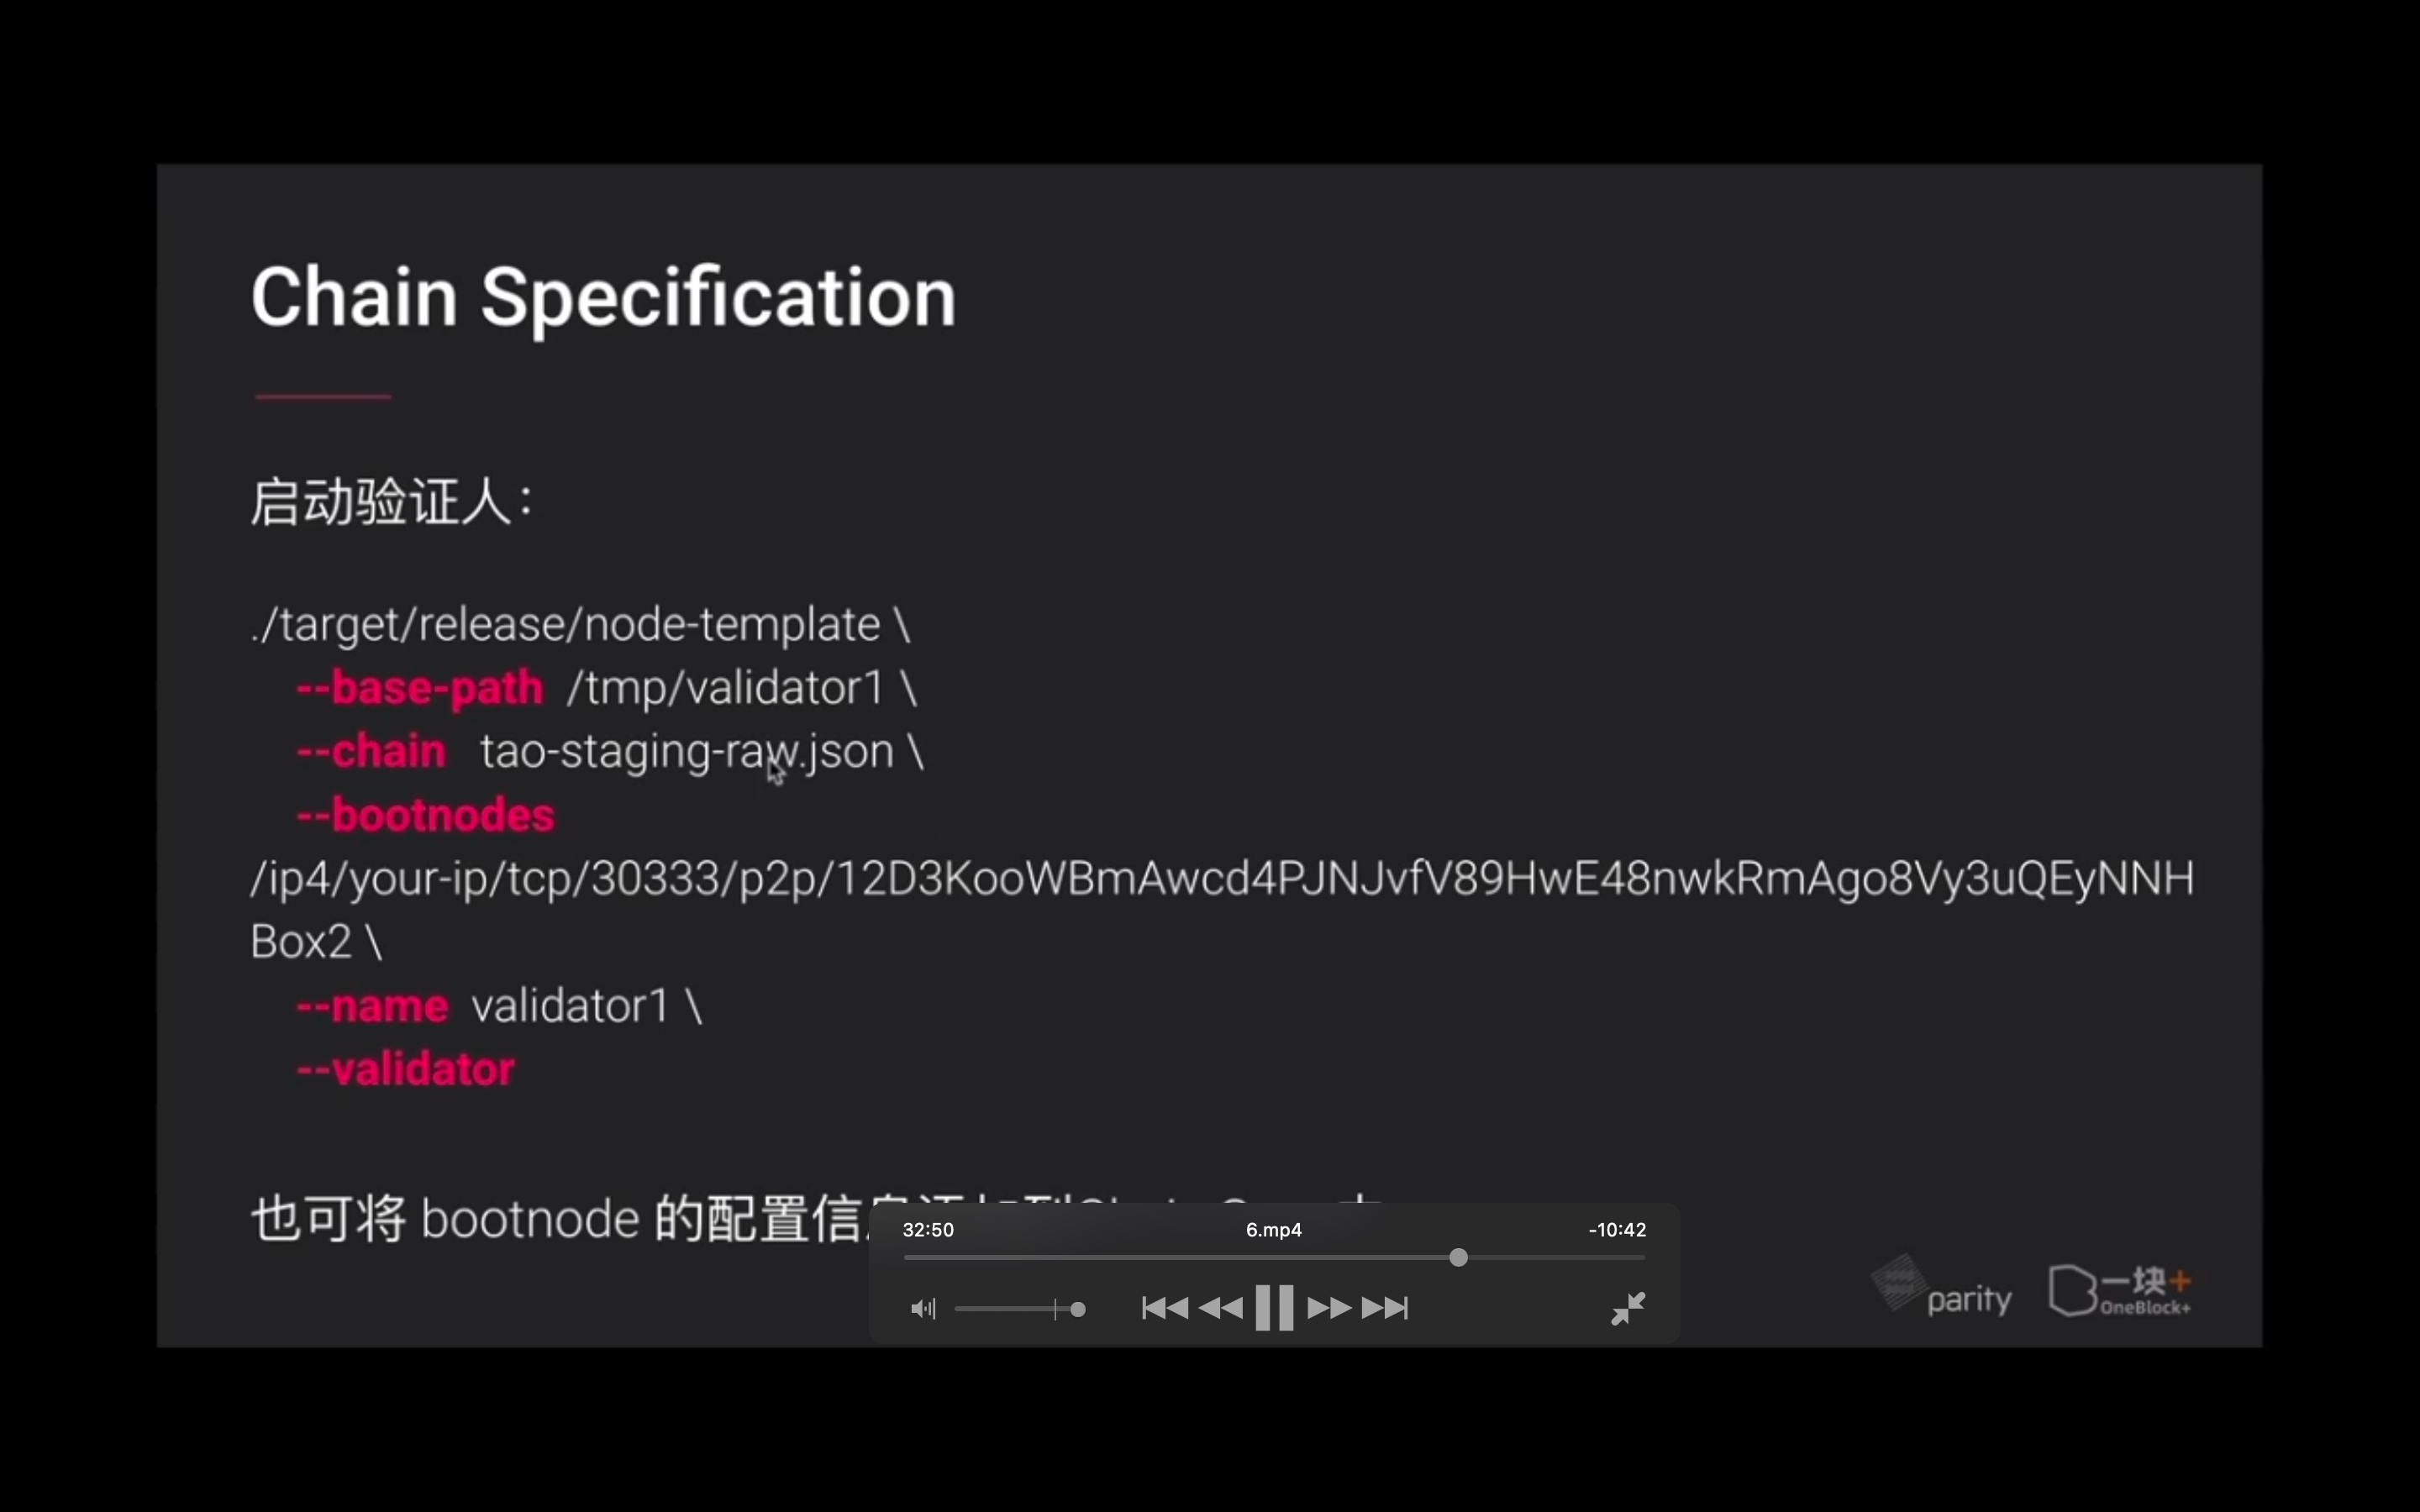 Chain Specification
启动验证人：
./target/release/node-template \
--base-path /tmp/validator1 \
--chain tao-staging-raw.json \
--bootnodes
/ip4/your-ip/tcp/30333/p2p/12D3KooWBmAwcd4PJNJvfV89HwE48nwkRmAgo8Vy3uQEyNNH
Box2 \
--name validator1 \
--validator
也可将 bootnode 的配置信
32:50 6.mp4 -10:42
parity
一块+
OneBlock+